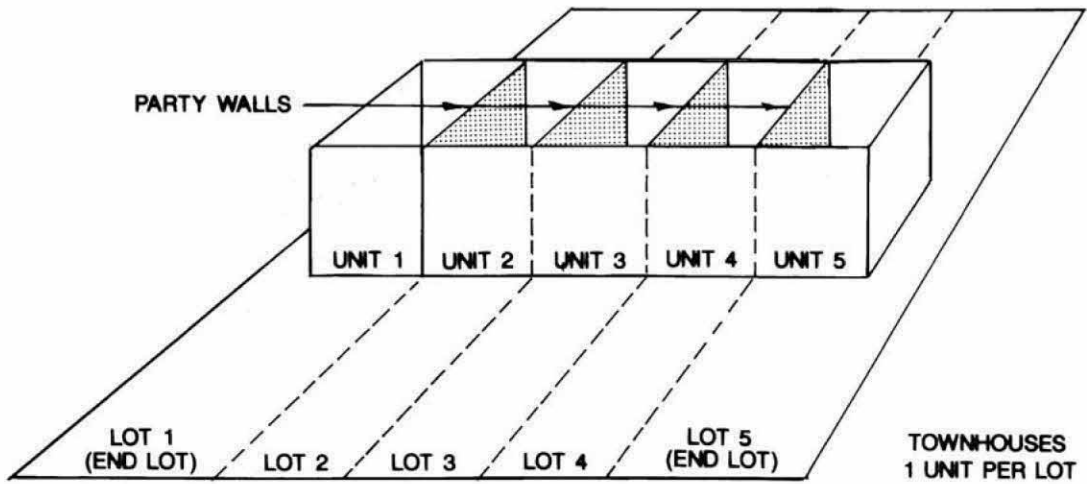 PARTY WALLS
UNIT 1
UNIT 2
UNIT 3
UNIT 4
UNIT 5
LOT 1
(END LOT)
LOT 2
LOT 3
LOT 4
LOT 5
(END LOT)
TOWNHOUSES
1 UNIT PER LOT